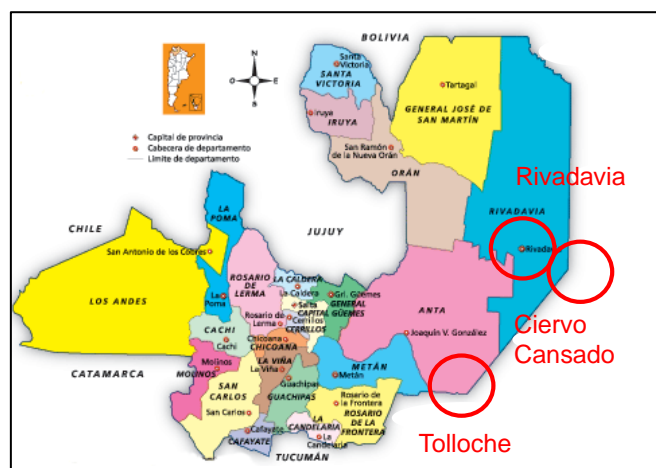 BOLIVIA
Santa
Victoria
SANTA
VICTORIA
Tartagal
GENERAL JOSÉ DE
SAN MARTÍN
N
O
E
S
Iruya
IRUYA
Capital de provincia
Cabecera de departamento
Límite de departamento
San Ramón
de la Nueva Orán
ORÁN
Rivadavia
LA
POMA
RIVADAVIA
CHILE
JUJUY
San Antonio de los Cobres
Rivadavia
ROSARIO
DE
LERMA
LA CALDERA
La Caldera
Gral. Güemes
GENERAL
GÜEMES
LOS ANDES
La
Poma
Salta
CAPITAL
ANTA
Rosario de
Lerma
Cerrillos
CERRILLOS
Ciervo
Cansado
CACHI
Cachi
Chicoana
CHICOANA
Joaquín V. González
CATAMARCA
Molinos
MOLINOS
LA VIÑA
La Viña
METÁN
Metán
SAN
CARLOS
Guachipas
GUACHIPAS
Rosario de
la Frontera
ROSARIO
DE LA
FRONTERA
San Carlos
LA
CANDELARIA
Cafayate
CAFAYATE
La
Candelaria
Tolloche
TUCUMÁN